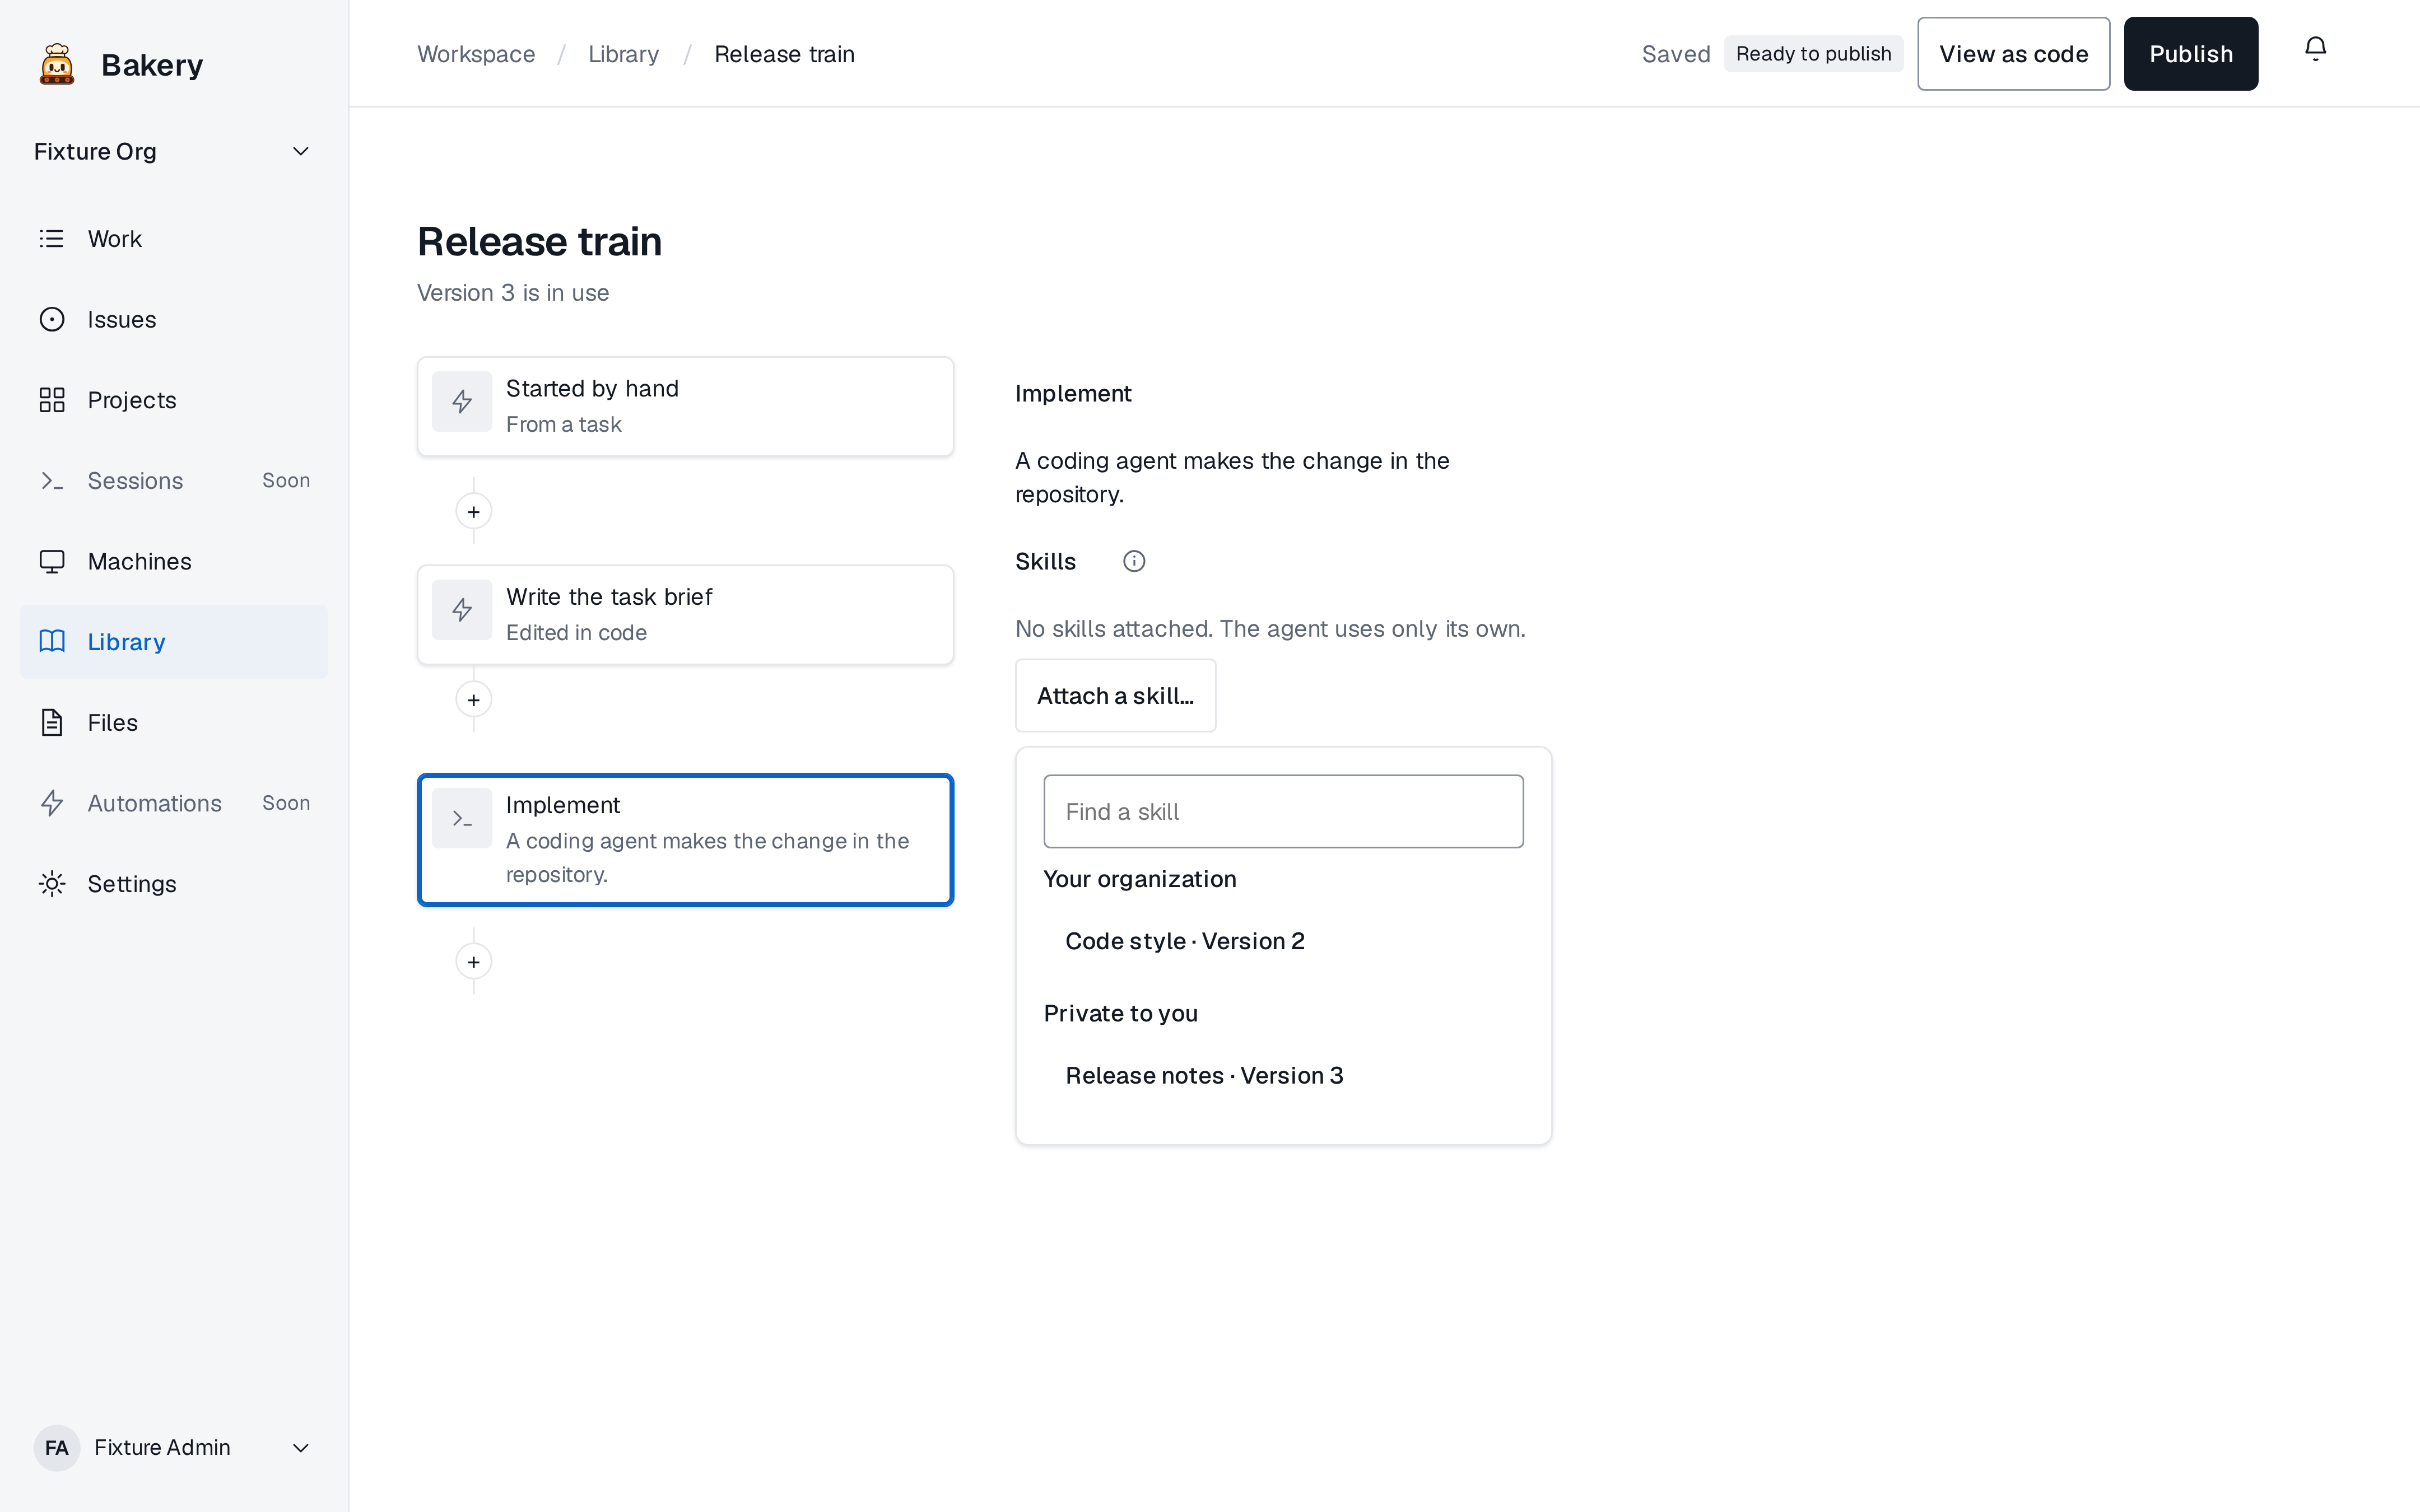 Bakery
Fixture Org
Work
Issues
Projects
Sessions Soon
Machines
Library
Files
Automations Soon
Settings
FA Fixture Admin
Workspace / Library / Release train
Saved Ready to publish View as code Publish
Release train
Version 3 is in use
Started by hand
From a task
+
Write the task brief
Edited in code
+
Implement
A coding agent makes the change in the
repository.
+
Implement
A coding agent makes the change in the
repository.
Skills
No skills attached. The agent uses only its own.
Attach a skill...
Find a skill
Your organization
Code style · Version 2
Private to you
Release notes · Version 3